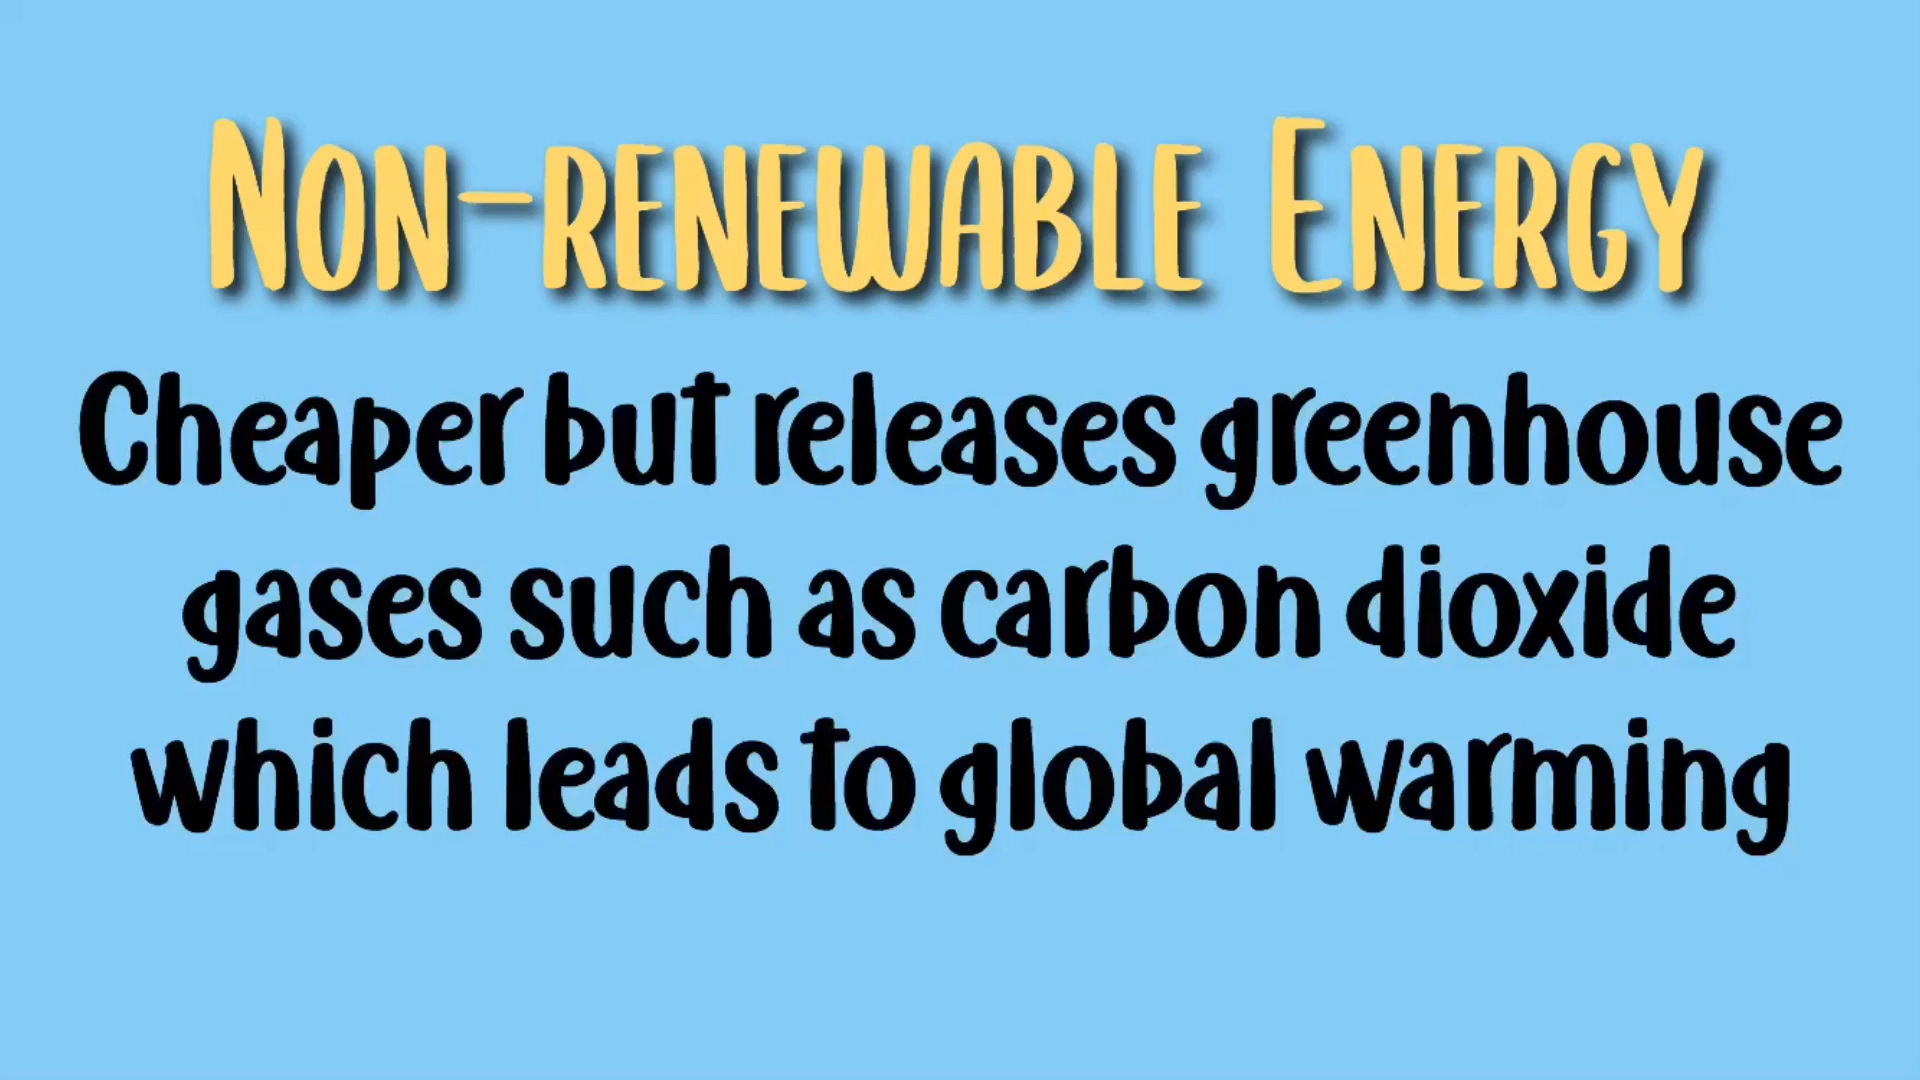 Non-renewable Energy
Cheaper but releases greenhouse
gases such as carbon dioxide
which leads to global warming